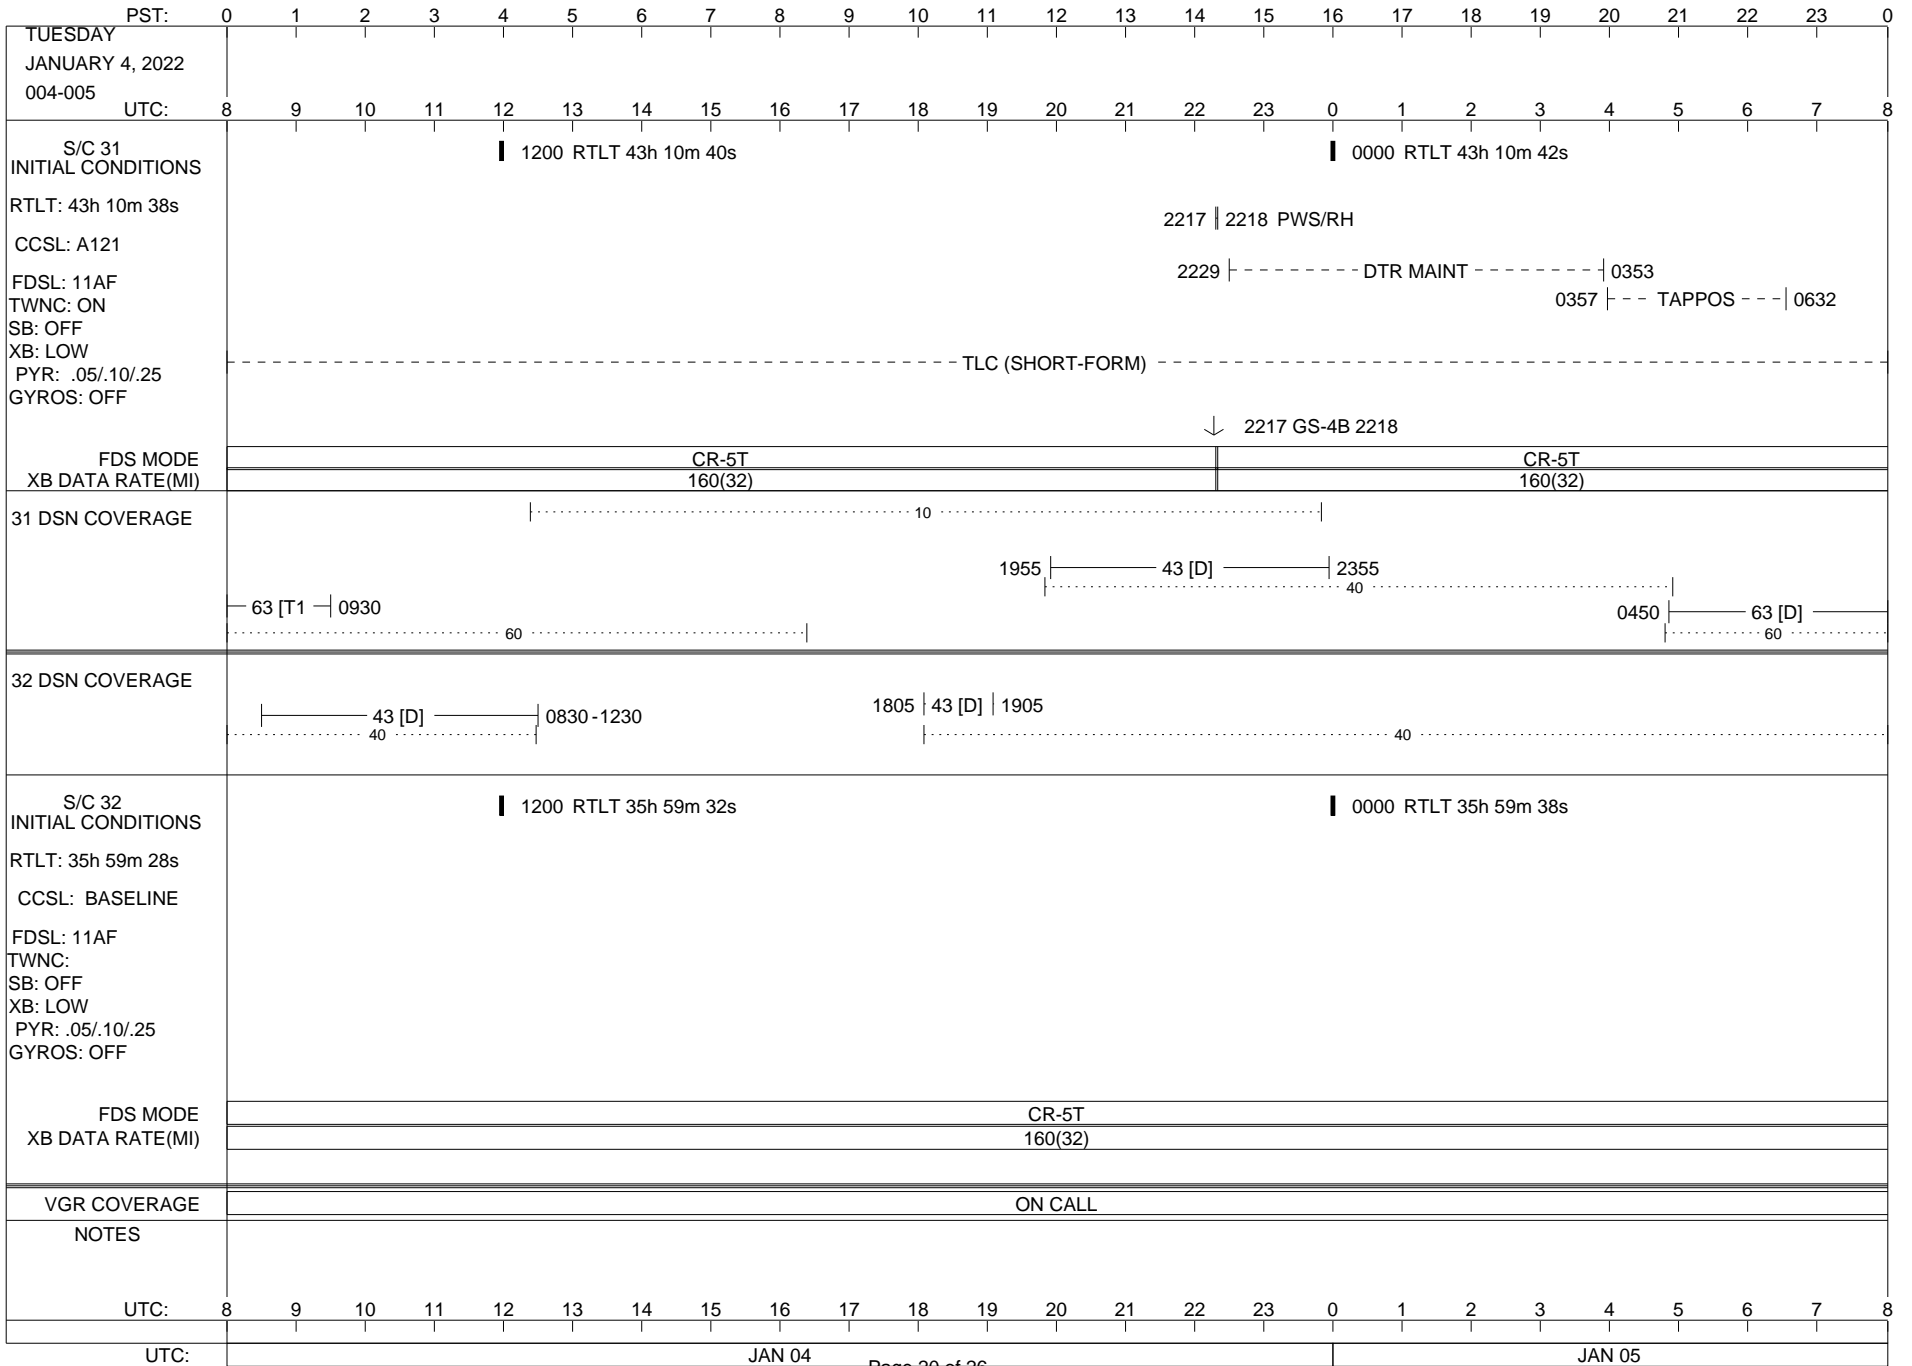 PST: 0 1 2 3 4 5 6 7 8 9 10 11 12 13 14 15 16 17 18 19 20 21 22 23 0
TUESDAY
JANUARY 4, 2022
004-005
UTC: 8 9 10 11 12 13 14 15 16 17 18 19 20 21 22 23 0 1 2 3 4 5 6 7 8
S/C 31
INITIAL CONDITIONS
1200 RTLT 43h 10m 40s
0000 RTLT 43h 10m 42s
RTLT: 43h 10m 38s
2217 2218 PWS/RH
CCSL: A121
2229 DTR MAINT 0353
FDSL: 11AF
0357 TAPPOS 0632
TWNC: ON
SB: OFF
XB: LOW
TLC (SHORT-FORM)
PYR: .05/.10/.25
GYROS: OFF
2217 GS-4B 2218
FDS MODE CR-5T CR-5T
XB DATA RATE(MI) 160(32) 160(32)
31 DSN COVERAGE
10
1955 43 [D] 2355
40
63 [T1 0930
0450 63 [D]
60 60
32 DSN COVERAGE
1805 43 [D] 1905
43 [D] 0830-1230
40 40
S/C 32
INITIAL CONDITIONS
1200 RTLT 35h 59m 32s
0000 RTLT 35h 59m 38s
RTLT: 35h 59m 28s
CCSL: BASELINE
FDSL: 11AF
TWNC:
SB: OFF
XB: LOW
PYR: .05/.10/.25
GYROS: OFF
FDS MODE CR-5T
XB DATA RATE(MI) 160(32)
VGR COVERAGE ON CALL
NOTES
UTC: 8 9 10 11 12 13 14 15 16 17 18 19 20 21 22 23 0 1 2 3 4 5 6 7 8
UTC: JAN 04 JAN 05
Page 20 of 26